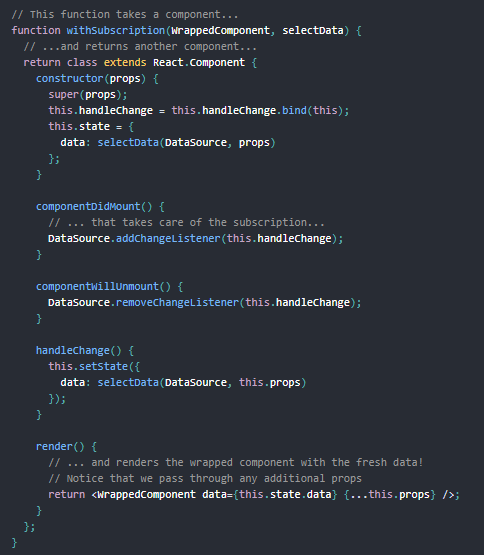 // This function takes a component...
function withSubscription(WrappedComponent, selectData) {
  // ...and returns another component...
  return class extends React.Component {
    constructor(props) {
      super(props);
      this.handleChange = this.handleChange.bind(this);
      this.state = {
        data: selectData(DataSource, props)
      };
    }

    componentDidMount() {
      // ... that takes care of the subscription...
      DataSource.addChangeListener(this.handleChange);
    }

    componentWillUnmount() {
      DataSource.removeChangeListener(this.handleChange);
    }

    handleChange() {
      this.setState({
        data: selectData(DataSource, this.props)
      });
    }

    render() {
      // ... and renders the wrapped component with the fresh data!
      // Notice that we pass through any additional props
      return <WrappedComponent data={this.state.data} {...this.props} />;
    }
  };
}